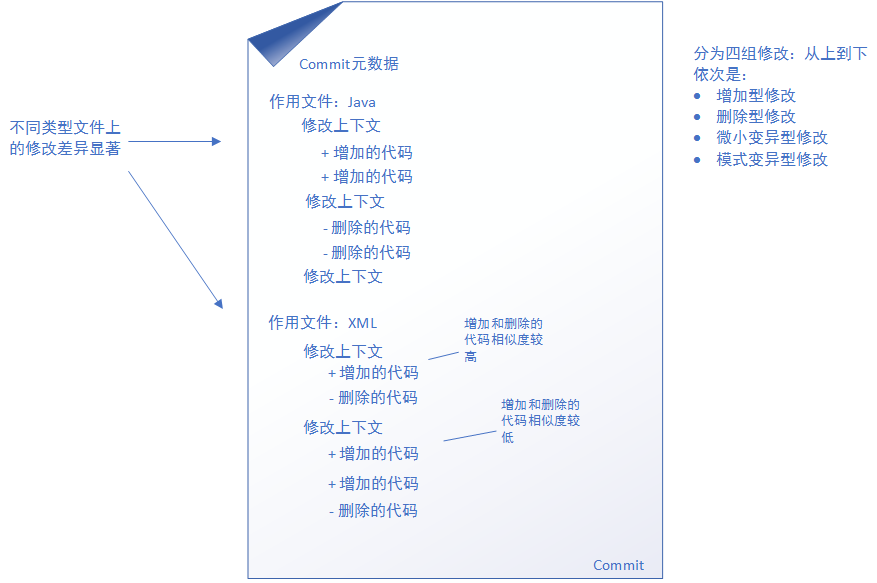 Commit元数据
作用文件：Java
修改上下文
+ 增加的代码
+ 增加的代码
修改上下文
- 删除的代码
- 删除的代码
修改上下文
作用文件：XML
修改上下文
+ 增加的代码
- 删除的代码
修改上下文
+ 增加的代码
+ 增加的代码
- 删除的代码
Commit
不同类型文件上
的修改差异显著
增加和删除的
代码相似度较
高
增加和删除的
代码相似度较
低
分为四组修改：从上到下
依次是：
• 增加型修改
• 删除型修改
• 微小变异型修改
• 模式变异型修改